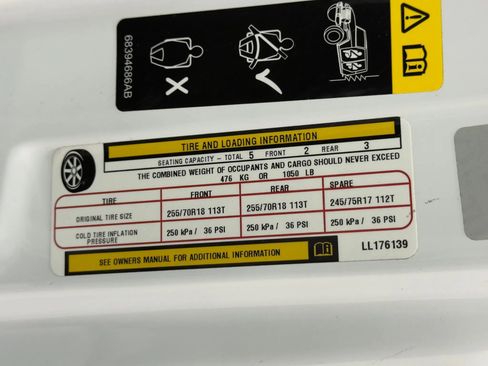 68394686AB
TIRE AND LOADING INFORMATION
SEATING CAPACITY - TOTAL 5 FRONT 2 REAR 3
THE COMBINED WEIGHT OF OCCUPANTS AND CARGO SHOULD NEVER EXCEED
476 KG OR 1050 LB
TIRE FRONT REAR SPARE
ORIGINAL TIRE SIZE 255/70R18 113T 255/70R18 113T 245/75R17 112T
COLD TIRE INFLATION PRESSURE 250 kPa / 36 PSI 250 kPa / 36 PSI 250 kPa / 36 PSI
SEE OWNERS MANUAL FOR ADDITIONAL INFORMATION
LL176139